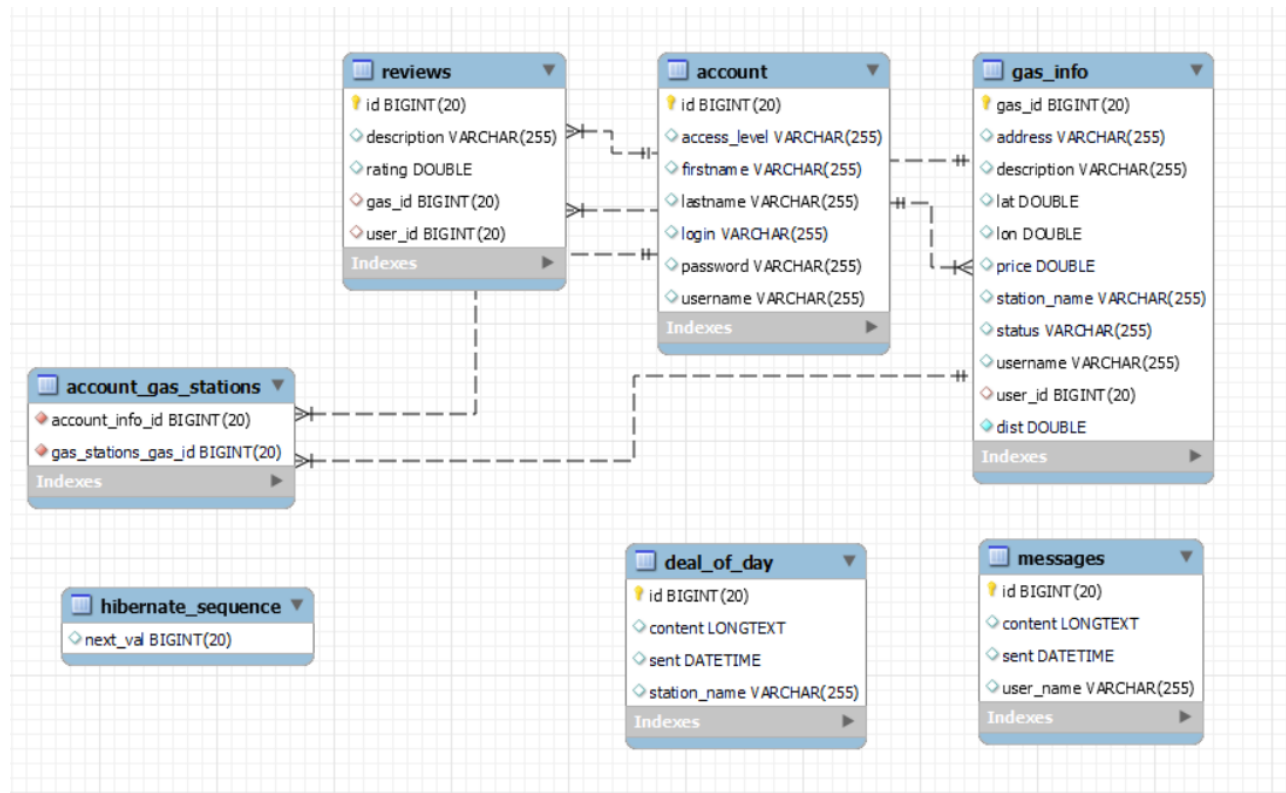 reviews
id BIGINT(20)
description VARCHAR(255)
rating DOUBLE
gas_id BIGINT(20)
user_id BIGINT(20)
Indexes
account
id BIGINT(20)
access_level VARCHAR(255)
firstname VARCHAR(255)
lastname VARCHAR(255)
login VARCHAR(255)
password VARCHAR(255)
username VARCHAR(255)
Indexes
gas_info
gas_id BIGINT(20)
address VARCHAR(255)
description VARCHAR(255)
lat DOUBLE
lon DOUBLE
price DOUBLE
station_name VARCHAR(255)
status VARCHAR(255)
username VARCHAR(255)
user_id BIGINT(20)
dist DOUBLE
Indexes
account_gas_stations
account_info_id BIGINT(20)
gas_stations_gas_id BIGINT(20)
Indexes
hibernate_sequence
next_val BIGINT(20)
deal_of_day
id BIGINT(20)
content LONGTEXT
sent DATETIME
station_name VARCHAR(255)
Indexes
messages
id BIGINT(20)
content LONGTEXT
sent DATETIME
user_name VARCHAR(255)
Indexes